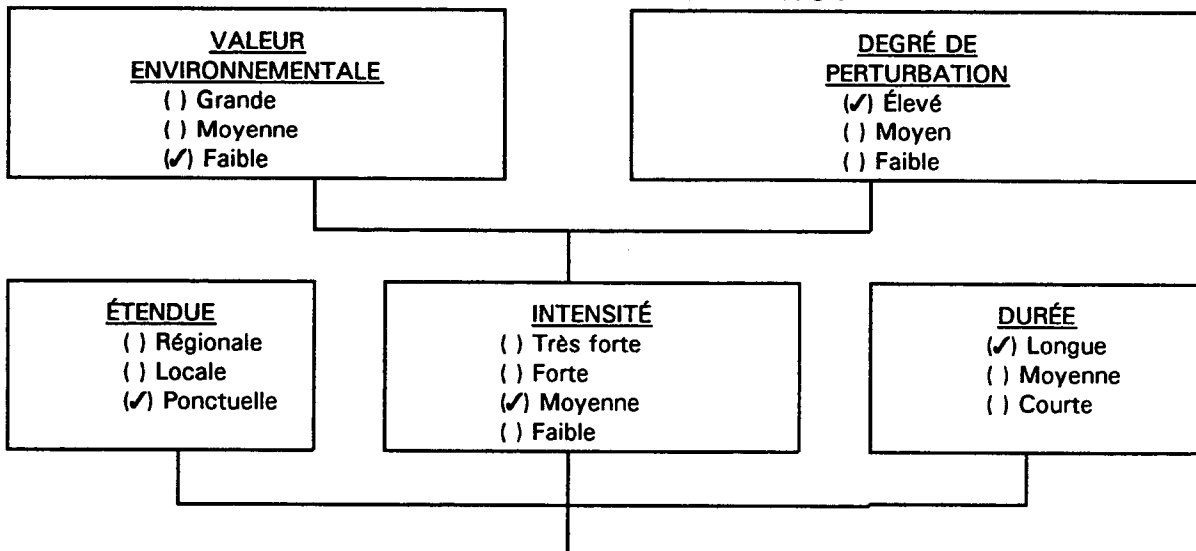 VALEUR
ENVIRONNEMENTALE
( ) Grande
( ) Moyenne
(✓) Faible
DEGRÉ DE
PERTURBATION
(✓) Élevé
( ) Moyen
( ) Faible
ÉTENDUE
( ) Régionale
( ) Locale
(✓) Ponctuelle
INTENSITÉ
( ) Très forte
( ) Forte
(✓) Moyenne
( ) Faible
DURÉE
(✓) Longue
( ) Moyenne
( ) Courte